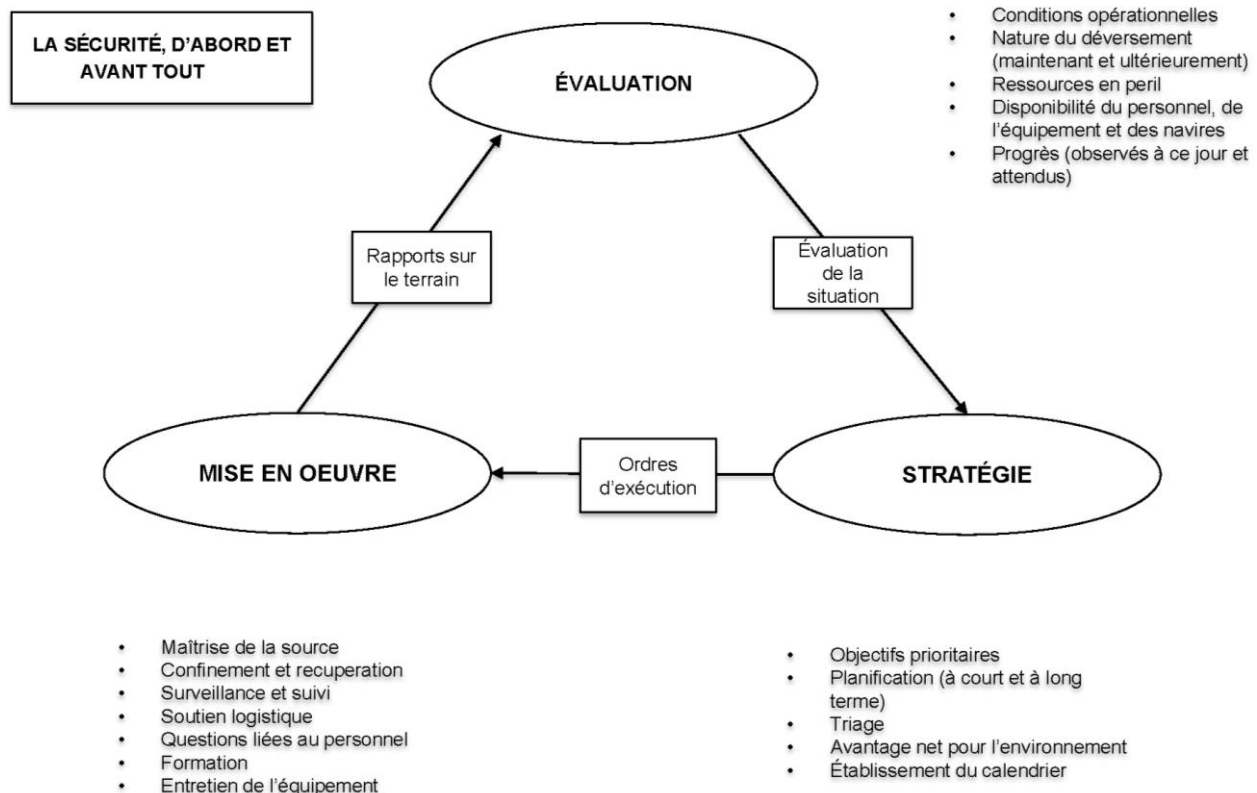 LA SÉCURITÉ, D'ABORD ET
AVANT TOUT
ÉVALUATION
• Conditions opérationnelles
• Nature du déversement
(maintenant et ultérieurement)
• Ressources en peril
• Disponibilité du personnel, de
l'équipement et des navires
• Progrès (observés à ce jour et
attendus)
Rapports sur
le terrain
Évaluation
de la
situation
MISE EN OEUVRE
Ordres
d'exécution
STRATÉGIE
• Maîtrise de la source
• Confinement et recuperation
• Surveillance et suivi
• Soutien logistique
• Questions liées au personnel
• Formation
• Entretien de l'équipement
• Objectifs prioritaires
• Planification (à court et à long
terme)
• Triage
• Avantage net pour l'environnement
• Établissement du calendrier